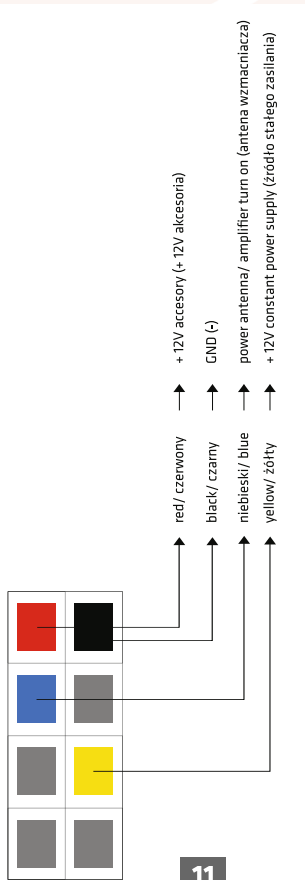 red/ czerwony → + 12V accesory (+ 12V akcesoria)
black/ czarny → GND (-)
niebieski/ blue → power antenna/ amplifier turn on (antena wzmacniacza)
yellow/ żółty → + 12V constant power supply (źródło stałego zasilania)
11